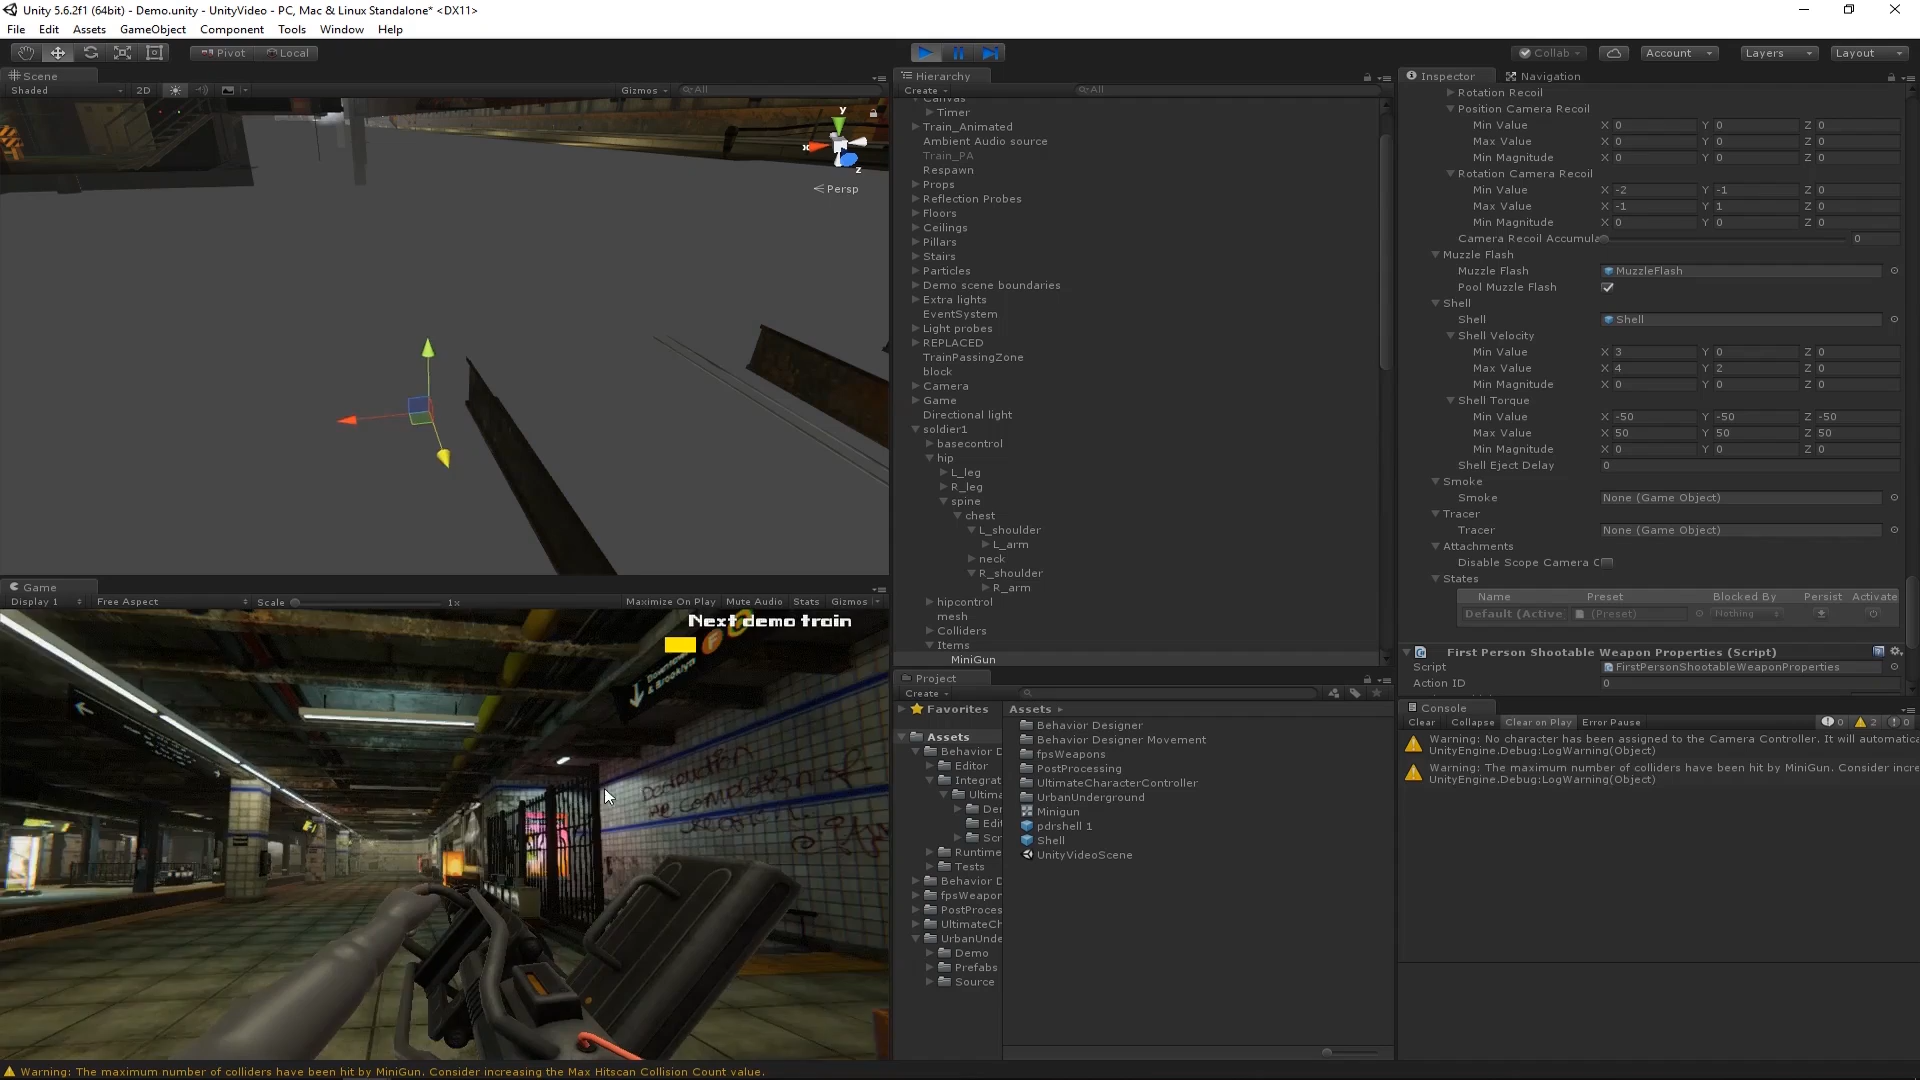 Unity 5.6.2f1 (64bit) - Demo.unity - UnityVideo - PC, Mac & Linux Standalone* <DX11>
File Edit Assets GameObject Component Tools Window Help
Pivot Local Collab Account Layers Layout
Scene
Shaded 2D Gizmos All
y
x
z
Persp
Game
Display 1 Free Aspect Scale 1x Maximize On Play Mute Audio Stats Gizmos
Next demo train
Downtown
& Brooklyn
Hierarchy
Create All
Canvas
Timer
Train_Animated
Ambient Audio source
Train_PA
Respawn
Props
Reflection Probes
Floors
Ceilings
Pillars
Stairs
Particles
Demo scene boundaries
Extra lights
EventSystem
Light probes
REPLACED
TrainPassingZone
block
Camera
Game
Directional light
soldier1
basecontrol
hip
L_leg
R_leg
spine
chest
L_shoulder
L_arm
neck
R_shoulder
R_arm
hipcontrol
mesh
Colliders
Items
MiniGun
Project
Create
Favorites
Assets
Behavior D
Editor
Integrat
Ultima
Der
Edit
Scr
Runtime
Tests
Behavior D
fpsWeapon
PostProces
UltimateCh
UrbanUnde
Demo
Prefabs
Source
Assets
Behavior Designer
Behavior Designer Movement
fpsWeapons
PostProcessing
UltimateCharacterController
UrbanUnderground
Minigun
pdrshell 1
Shell
UnityVideoScene
Inspector Navigation
Rotation Recoil
Position Camera Recoil
Min Value X 0 Y 0 Z 0
Max Value X 0 Y 0 Z 0
Min Magnitude X 0 Y 0 Z 0
Rotation Camera Recoil
Min Value X -2 Y -1 Z 0
Max Value X -1 Y 1 Z 0
Min Magnitude X 0 Y 0 Z 0
Camera Recoil Accumula 0
Muzzle Flash
Muzzle Flash MuzzleFlash
Pool Muzzle Flash
Shell
Shell Shell
Shell Velocity
Min Value X 3 Y 0 Z 0
Max Value X 4 Y 2 Z 0
Min Magnitude X 0 Y 0 Z 0
Shell Torque
Min Value X -50 Y -50 Z -50
Max Value X 50 Y 50 Z 50
Min Magnitude X 0 Y 0 Z 0
Shell Eject Delay 0
Smoke
Smoke None (Game Object)
Tracer
Tracer None (Game Object)
Attachments
Disable Scope Camera C
States
Name Preset Blocked By Persist Activate
Default (Active (Preset) Nothing
First Person Shootable Weapon Properties (Script)
Script FirstPersonShootableWeaponProperties
Action ID 0
Console
Clear Collapse Clear on Play Error Pause 0 2 0
Warning: No character has been assigned to the Camera Controller. It will automatica
UnityEngine.Debug:LogWarning(Object)
Warning: The maximum number of colliders have been hit by MiniGun. Consider incre
UnityEngine.Debug:LogWarning(Object)
Warning: The maximum number of colliders have been hit by MiniGun. Consider increasing the Max Hitscan Collision Count value.